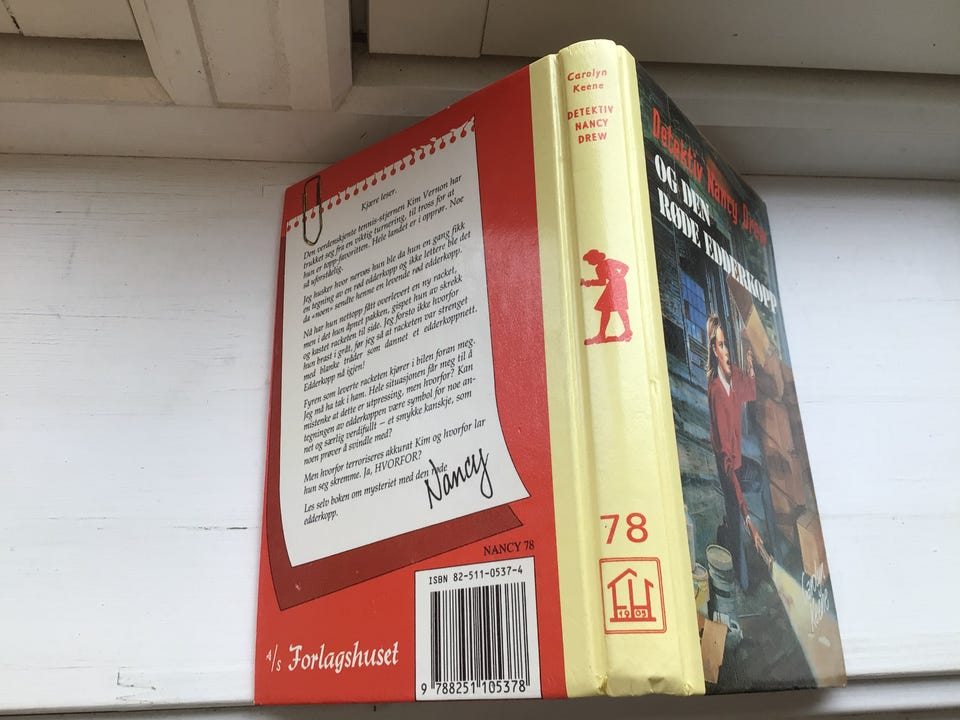 Kjære leser.
Den verdenskjente tennis-stjernen Kim Vernon har
trukket seg fra en viktig turnering, til tross for at
hun er topp-favoritten. Hele landet er i opprør. Noe
så uforståelig.
Jeg husker hvor nervøs hun ble da hun en gang fikk
en tegning av en rød edderkopp og ikke lettere ble det
da «noen» sendte henne en levende rød edderkopp.
Nå har hun nettopp fått overlevert en ny racket,
men i det hun åpnet pakken, gispet hun av skrekk
og kastet racketen til side. Jeg forsto ikke hvorfor
hun brast i gråt, før jeg så at racketen var strenget
med blanke tråder som dannet et edderkoppnett.
Edderkopp nå igjen!
Fyren som leverte racketen kjører i bilen foran meg.
Jeg må ha tak i ham. Hele situasjonen får meg til å
mistenke at dette er utpressing, men hvorfor? Kan
tegningen av edderkoppen være symbol for noe an-
net og særlig verdifullt – et smykke kanskje, som
noen prøver å svindle med?
Men hvorfor terroriseres akkurat Kim og hvorfor lar
hun seg skremme. Ja, HVORFOR?
Les selv boken om mysteriet med den røde
edderkopp.
Nancy
NANCY 78
ISBN 82-511-0537-4
9 788251 105378
A/S Forlagshuset
Carolyn
Keene
DETEKTIV
NANCY
DREW
78
1903
Detektiv Nancy Drew
OG DEN
RØDE EDDERKOPP